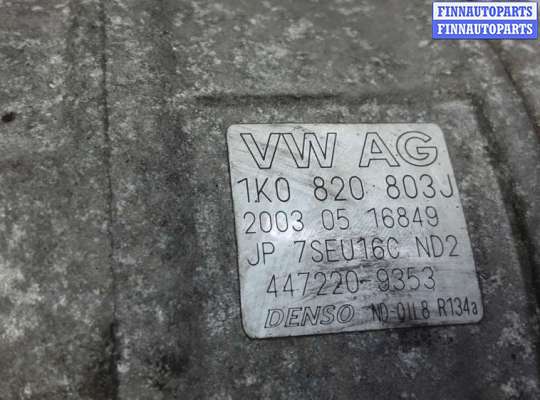 FINNAUTOPARTS
FINNAUTOPARTS
VW AG
1K0 820 803J
2003 05 16849
JP 7SEU16C ND2
447220-9353
DENSO ND-OIL8 R134a